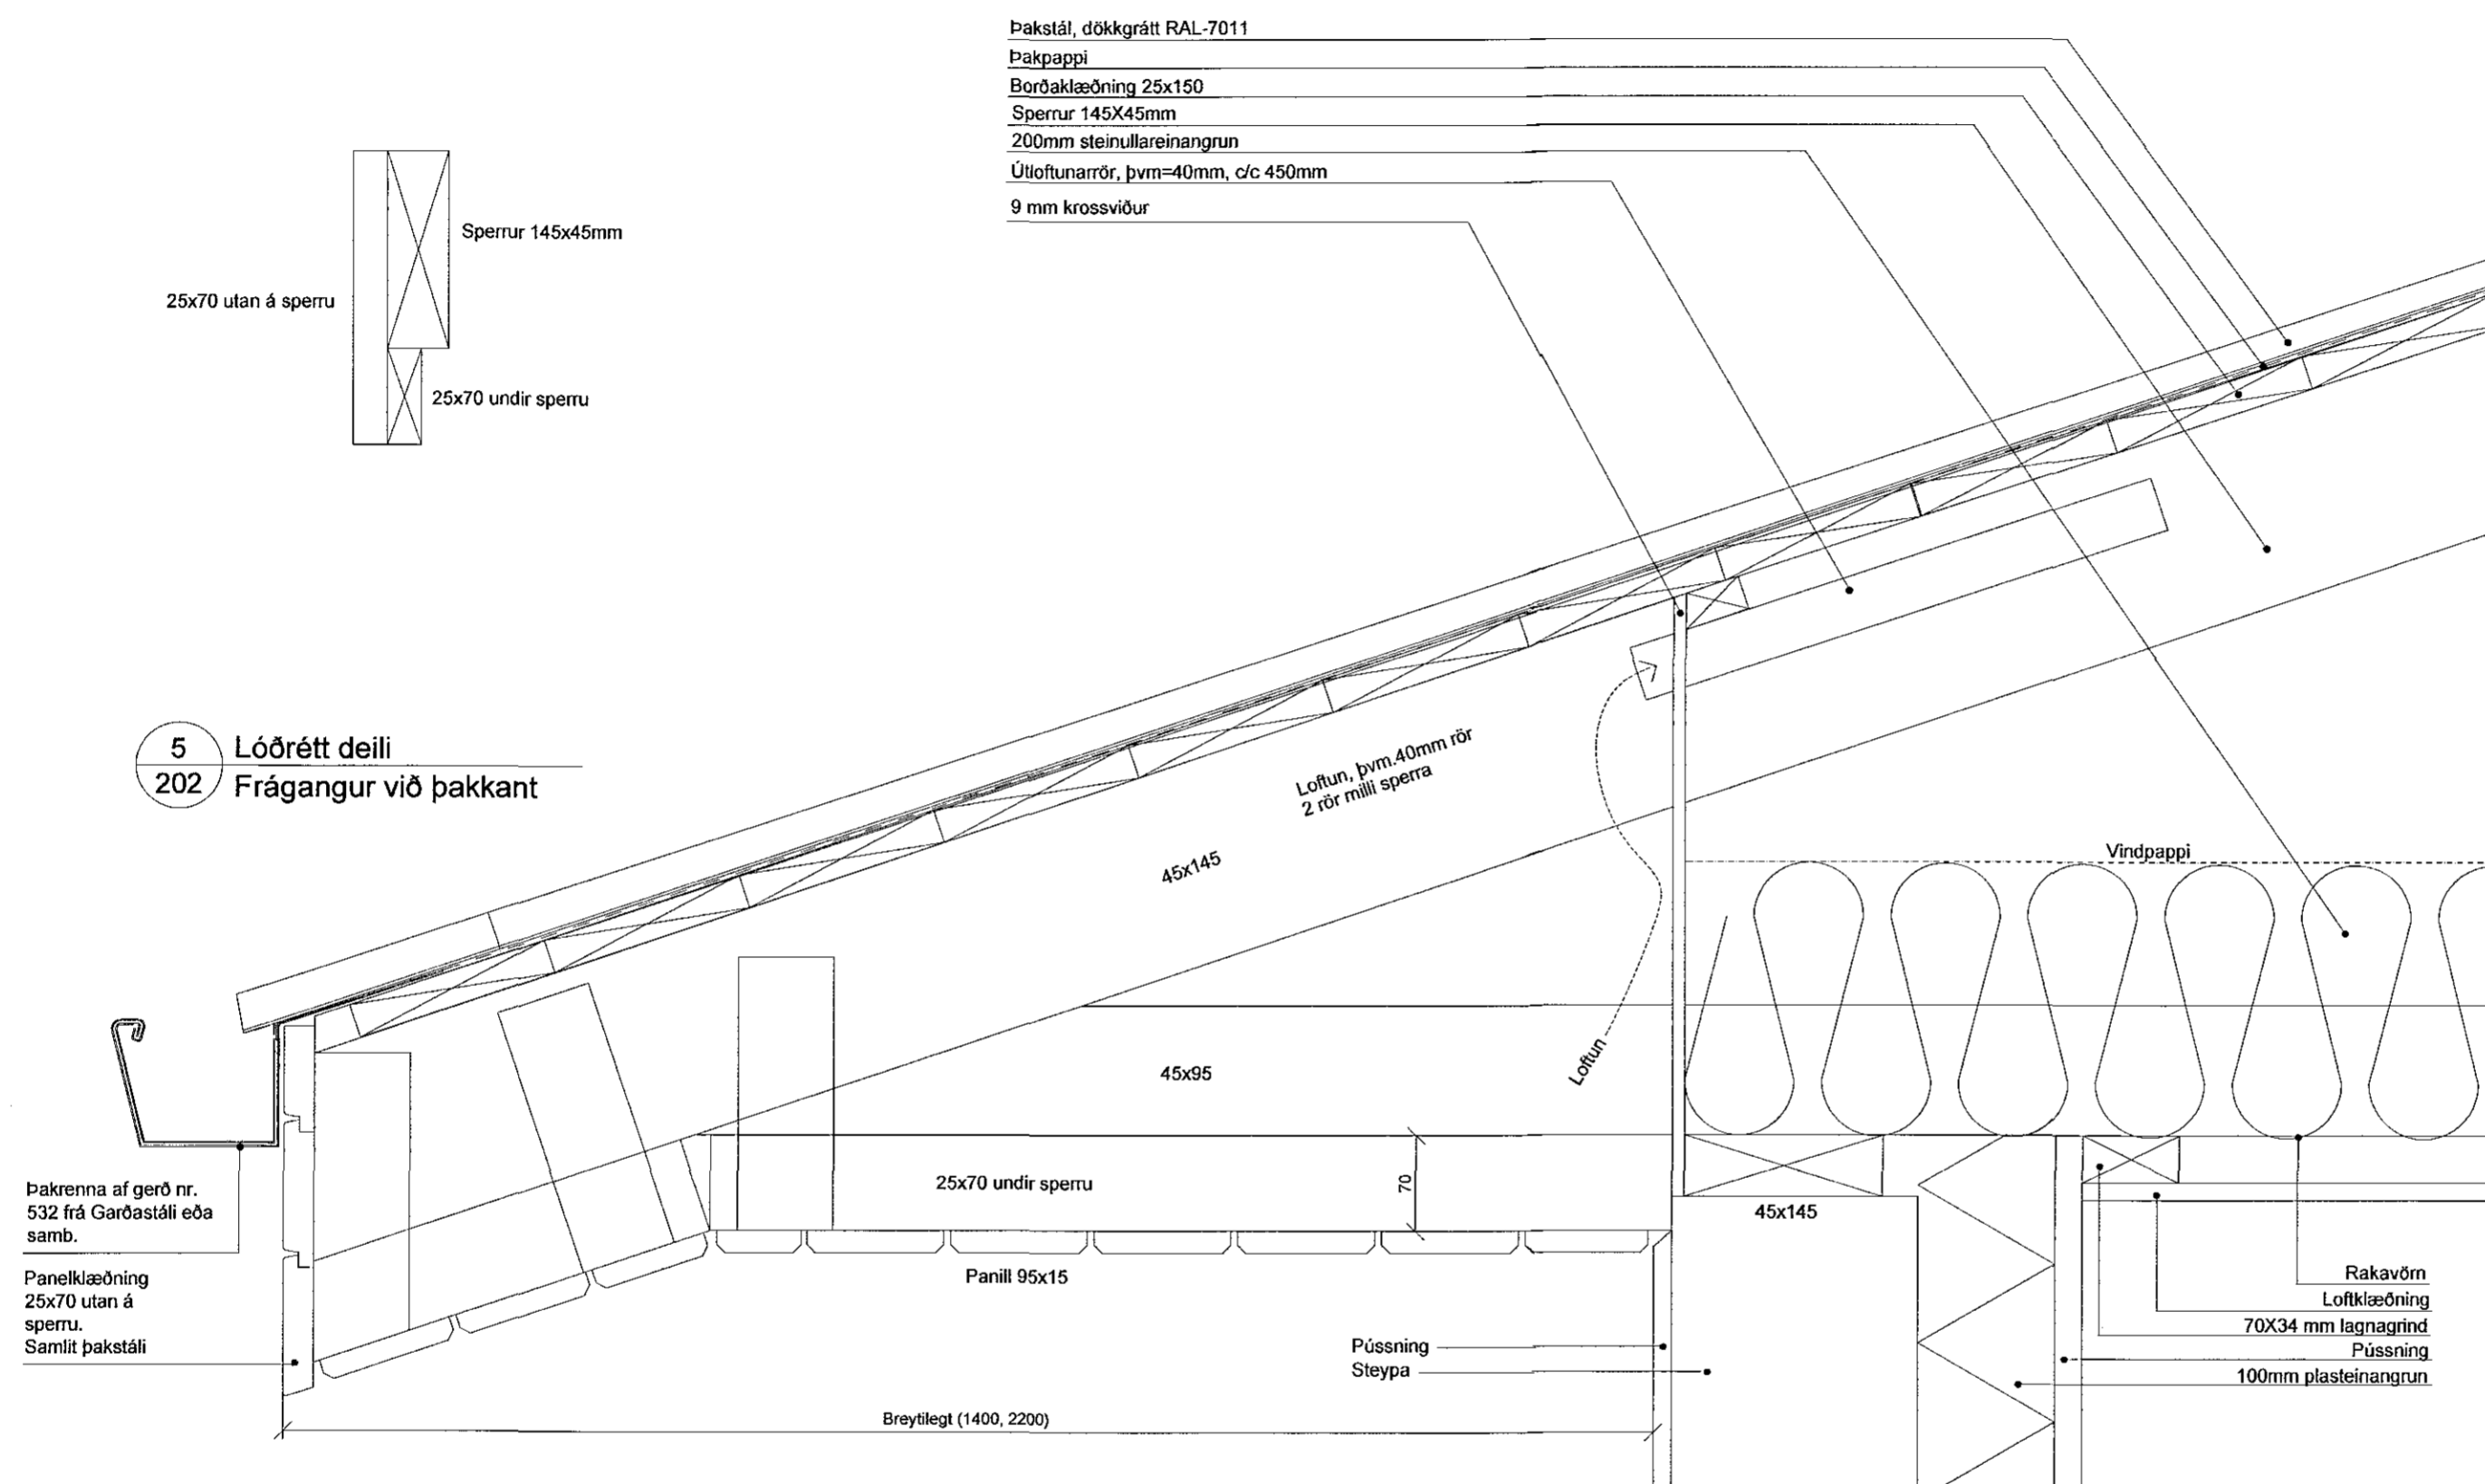 Þakstál, dökkgrátt RAL-7011
Þakpappi
Borðaklæðning 25x150
Sperrur 145X45mm
200mm steinullareinangrun
Útloftunarrör, þvm=40mm, c/c 450mm
9 mm krossviður
Sperrur 145x45mm
25x70 utan á sperru
25x70 undir sperru
5
202
Lóðrétt deili
Frágangur við þakkant
Loftun, þvm.40mm rör
2 rör milli sperra
45x145
Vindpappi
Loftun
45x95
25x70 undir sperru
70
45x145
Þakrenna af gerð nr.
532 frá Garðastáli eða
samb.
Panelklæðning
25x70 utan á
sperru.
Samlit þakstáli
Panill 95x15
Pússning
Steypa
Rakavörn
Loftklæðning
70X34 mm lagnagrind
Pússning
100mm plasteinangrun
Breytilegt (1400, 2200)